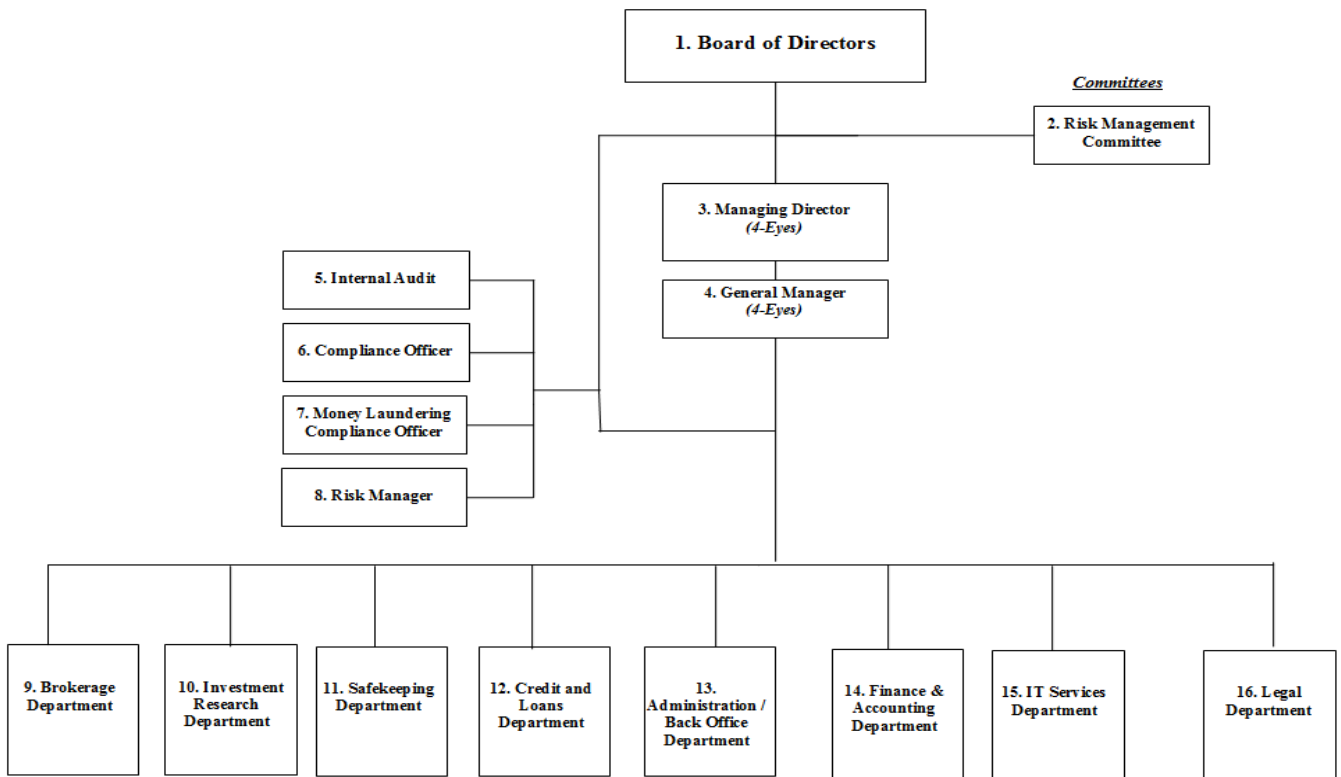 1. Board of Directors
Committees
2. Risk Management
Committee
3. Managing Director
(4-Eyes)
4. General Manager
(4-Eyes)
5. Internal Audit
6. Compliance Officer
7. Money Laundering
Compliance Officer
8. Risk Manager
9. Brokerage
Department
10. Investment
Research
Department
11. Safekeeping
Department
12. Credit and
Loans
Department
13.
Administration /
Back Office
Department
14. Finance &
Accounting
Department
15. IT Services
Department
16. Legal
Department